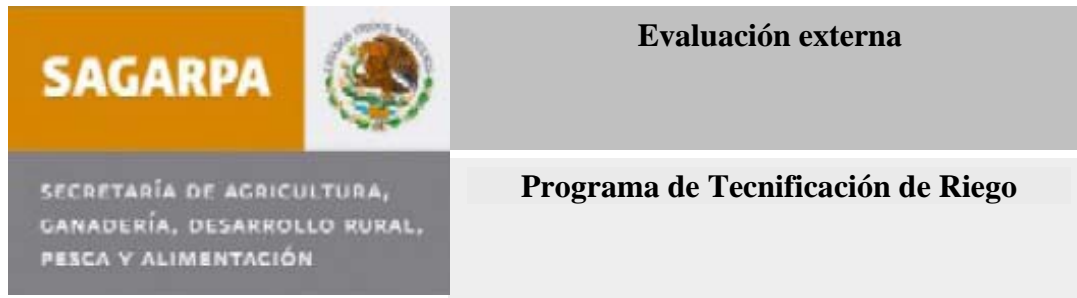 SAGARPA
SECRETARÍA DE AGRICULTURA,
GANADERÍA, DESARROLLO RURAL,
PESCA Y ALIMENTACIÓN
Evaluación externa
Programa de Tecnificación de Riego